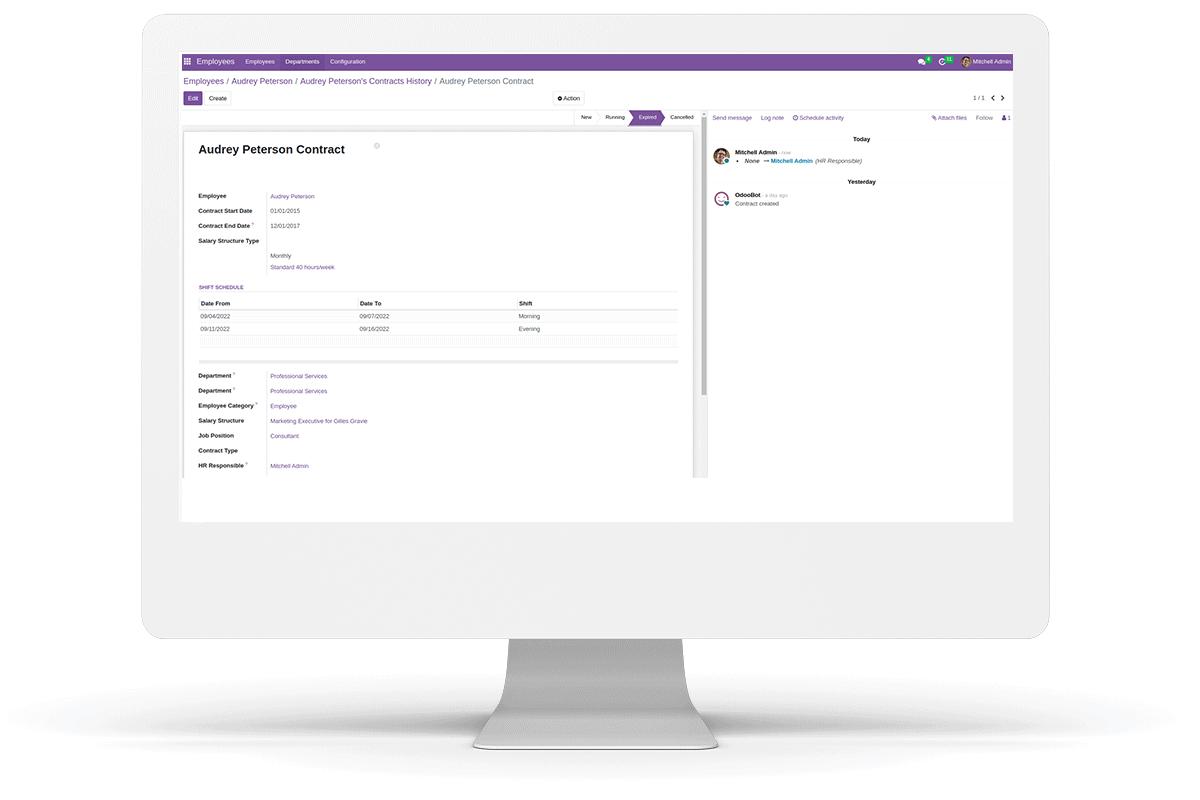 Employees Employees Departments Configuration 4 11 Mitchell Admin
Employees / Audrey Peterson / Audrey Peterson's Contracts History / Audrey Peterson Contract
Edit Create Action 1 / 1
New Running Expired Cancelled
Send message Log note Schedule activity Attach files Follow 1
Audrey Peterson Contract
Employee Audrey Peterson
Contract Start Date 01/01/2015
Contract End Date ? 12/01/2017
Salary Structure Type
Monthly
Standard 40 hours/week
SHIFT SCHEDULE
Date From Date To Shift
09/04/2022 09/07/2022 Morning
09/11/2022 09/16/2022 Evening
Department ? Professional Services
Department ? Professional Services
Employee Category ? Employee
Salary Structure Marketing Executive for Gilles Gravie
Job Position Consultant
Contract Type
HR Responsible ? Mitchell Admin
Today
Mitchell Admin - now
• None → Mitchell Admin (HR Responsible)
Yesterday
OdooBot - a day ago
Contract created